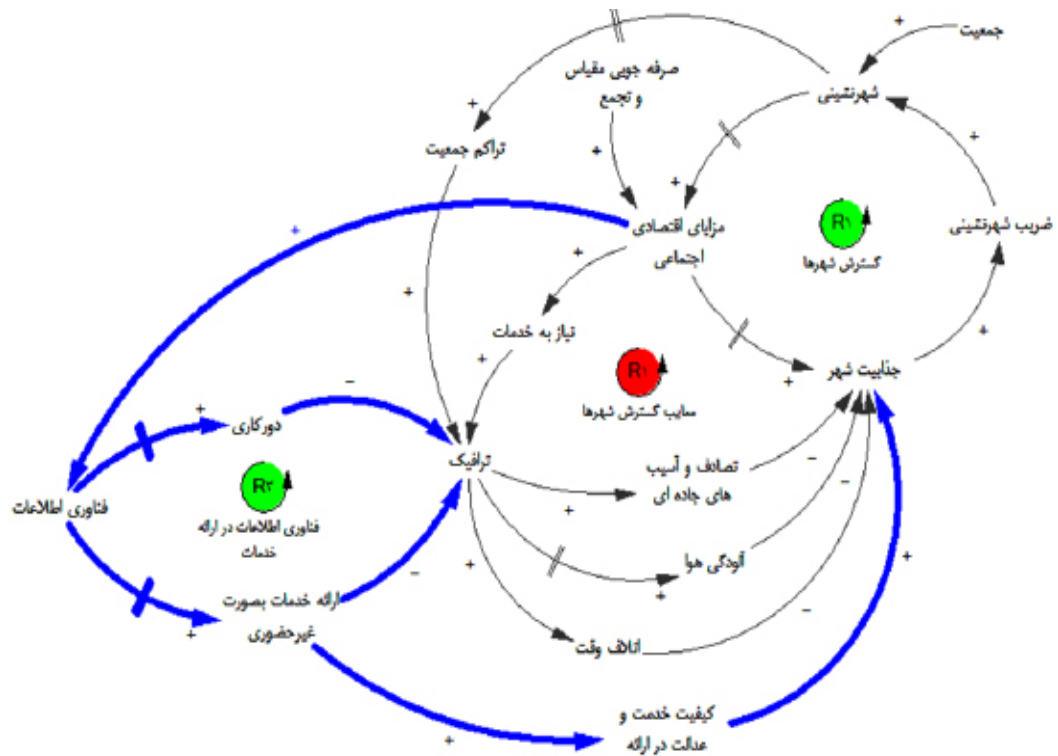 جمعیت
صرفه جویی مقیاس
و تجمع
شهرنشینی
تراکم جمعیت
مزایای اقتصادی
اجتماعی
R۱
گسترش شهرها
ضریب شهرنشینی
نیاز به خدمات
R۱
معایب گسترش شهرها
جذابیت شهر
دورکاری
ترافیک
تصادف و آسیب
های جاده ای
فناوری اطلاعات
R۳
فناوری اطلاعات در ارائه
خدمات
آلودگی هوا
ارائه خدمات بصورت
غیرحضوری
اتلاف وقت
کیفیت خدمت و
عدالت در ارائه